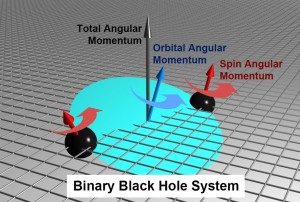 Total Angular
Momentum
Orbital Angular
Momentum
Spin Angular
Momentum
Binary Black Hole System